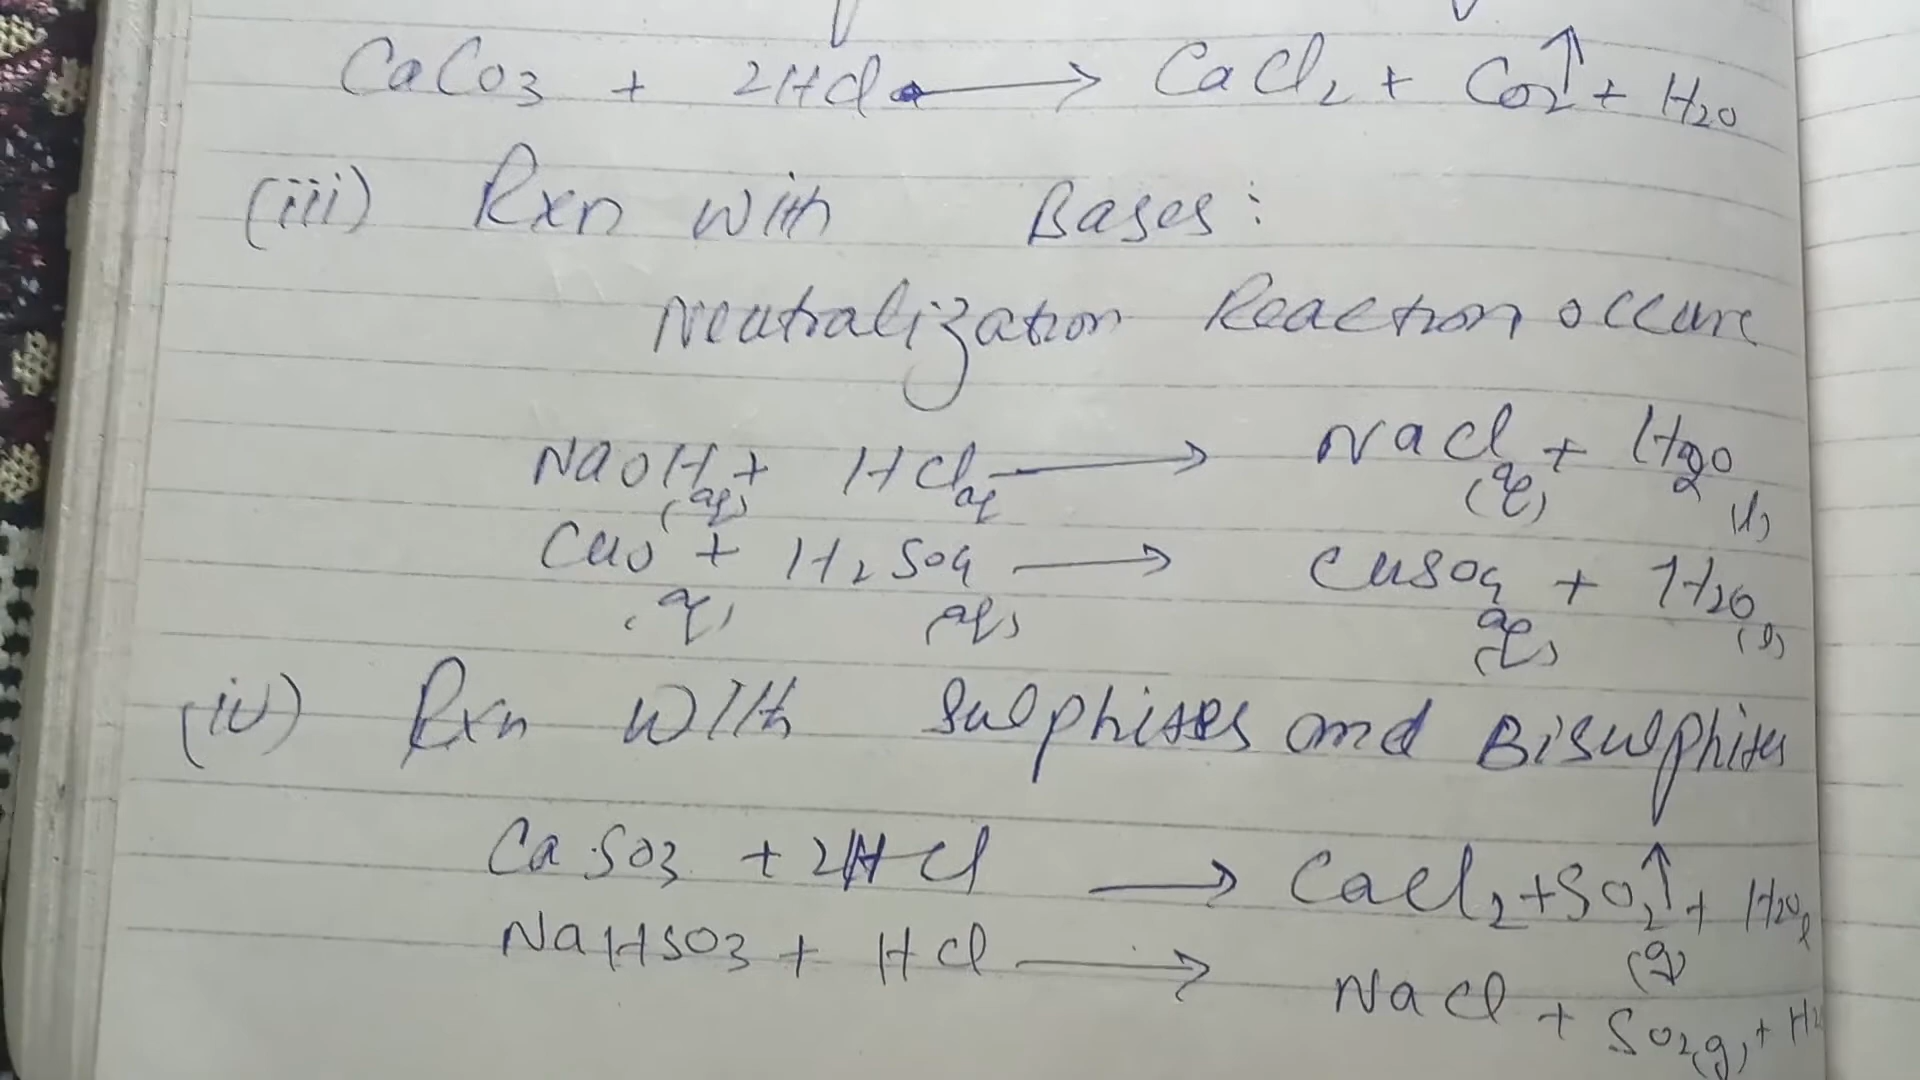 CaCO3 + 2HCl → CaCl2 + CO2↑ + H2O
(iii) Rxn with Bases :
Neutralization Reaction occure
NaOH(aq) + HCl aq → NaCl(aq) + H2O(l)
CuO(aq) + H2SO4(aq) → CuSO4(aq) + H2O(l)
(iv) Rxn with Sulphites and Bisulphites
CaSO3 + 2HCl → CaCl2 + SO2↑(g) + H2O l
NaHSO3 + HCl → NaCl + SO2(g) + H2